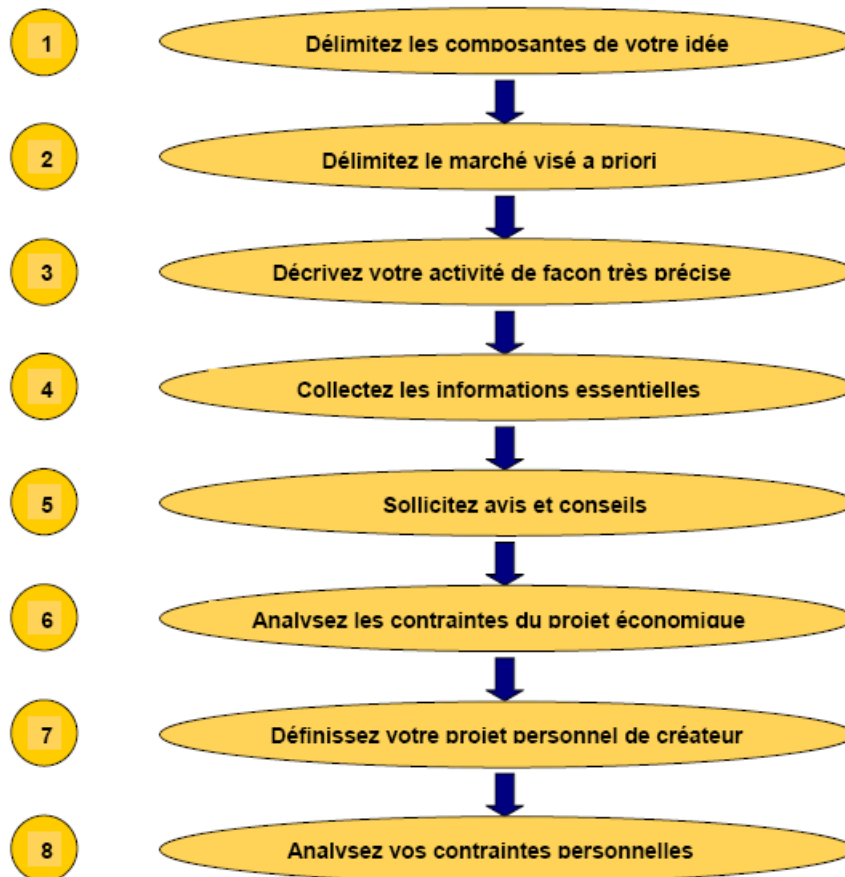 1 Délimitez les composantes de votre idée
2 Délimitez le marché visé a priori
3 Décrivez votre activité de façon très précise
4 Collectez les informations essentielles
5 Sollicitez avis et conseils
6 Analysez les contraintes du projet économique
7 Définissez votre projet personnel de créateur
8 Analysez vos contraintes personnelles